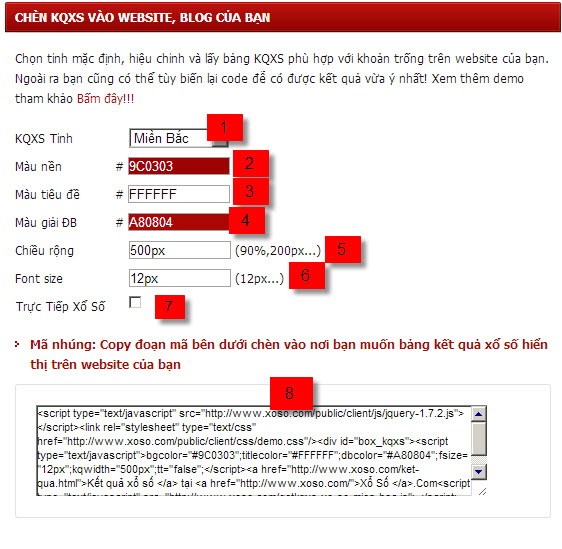 CHÈN KQXS VÀO WEBSITE, BLOG CỦA BẠN
Chọn tỉnh mặc định, hiệu chỉnh và lấy bảng KQXS phù hợp với khoản trống trên website của bạn.
Ngoài ra bạn cũng có thể tùy biến lại code để có được kết quả vừa ý nhất! Xem thêm demo
tham khảo Bấm đây!!!
KQXS Tỉnh Miền Bắc 1
Màu nền # 9C0303 2
Màu tiêu đề # FFFFFF 3
Màu giải ĐB # A80804 4
Chiều rộng 500px (90%,200px...) 5
Font size 12px (12px...) 6
Trực Tiếp Xổ Số 7
Mã nhúng: Copy đoạn mã bên dưới chèn vào nơi bạn muốn bảng kết quả xổ số hiển
thị trên website của bạn
8
<script type="text/javascript" src="http://www.xoso.com/public/client/js/jquery-1.7.2.js">
</script><link rel="stylesheet" type="text/css"
href="http://www.xoso.com/public/client/css/demo.css"/><div id="box_kqxs"><script
type="text/javascript">bgcolor="#9C0303";titlecolor="#FFFFFF";dbcolor="#A80804";fsize=
"12px";kqwidth="500px";tt="false";</script><a href="http://www.xoso.com/ket-
qua.html">Kết quả xổ số </a> tại <a href="http://www.xoso.com/">Xổ Số </a>.Com<script